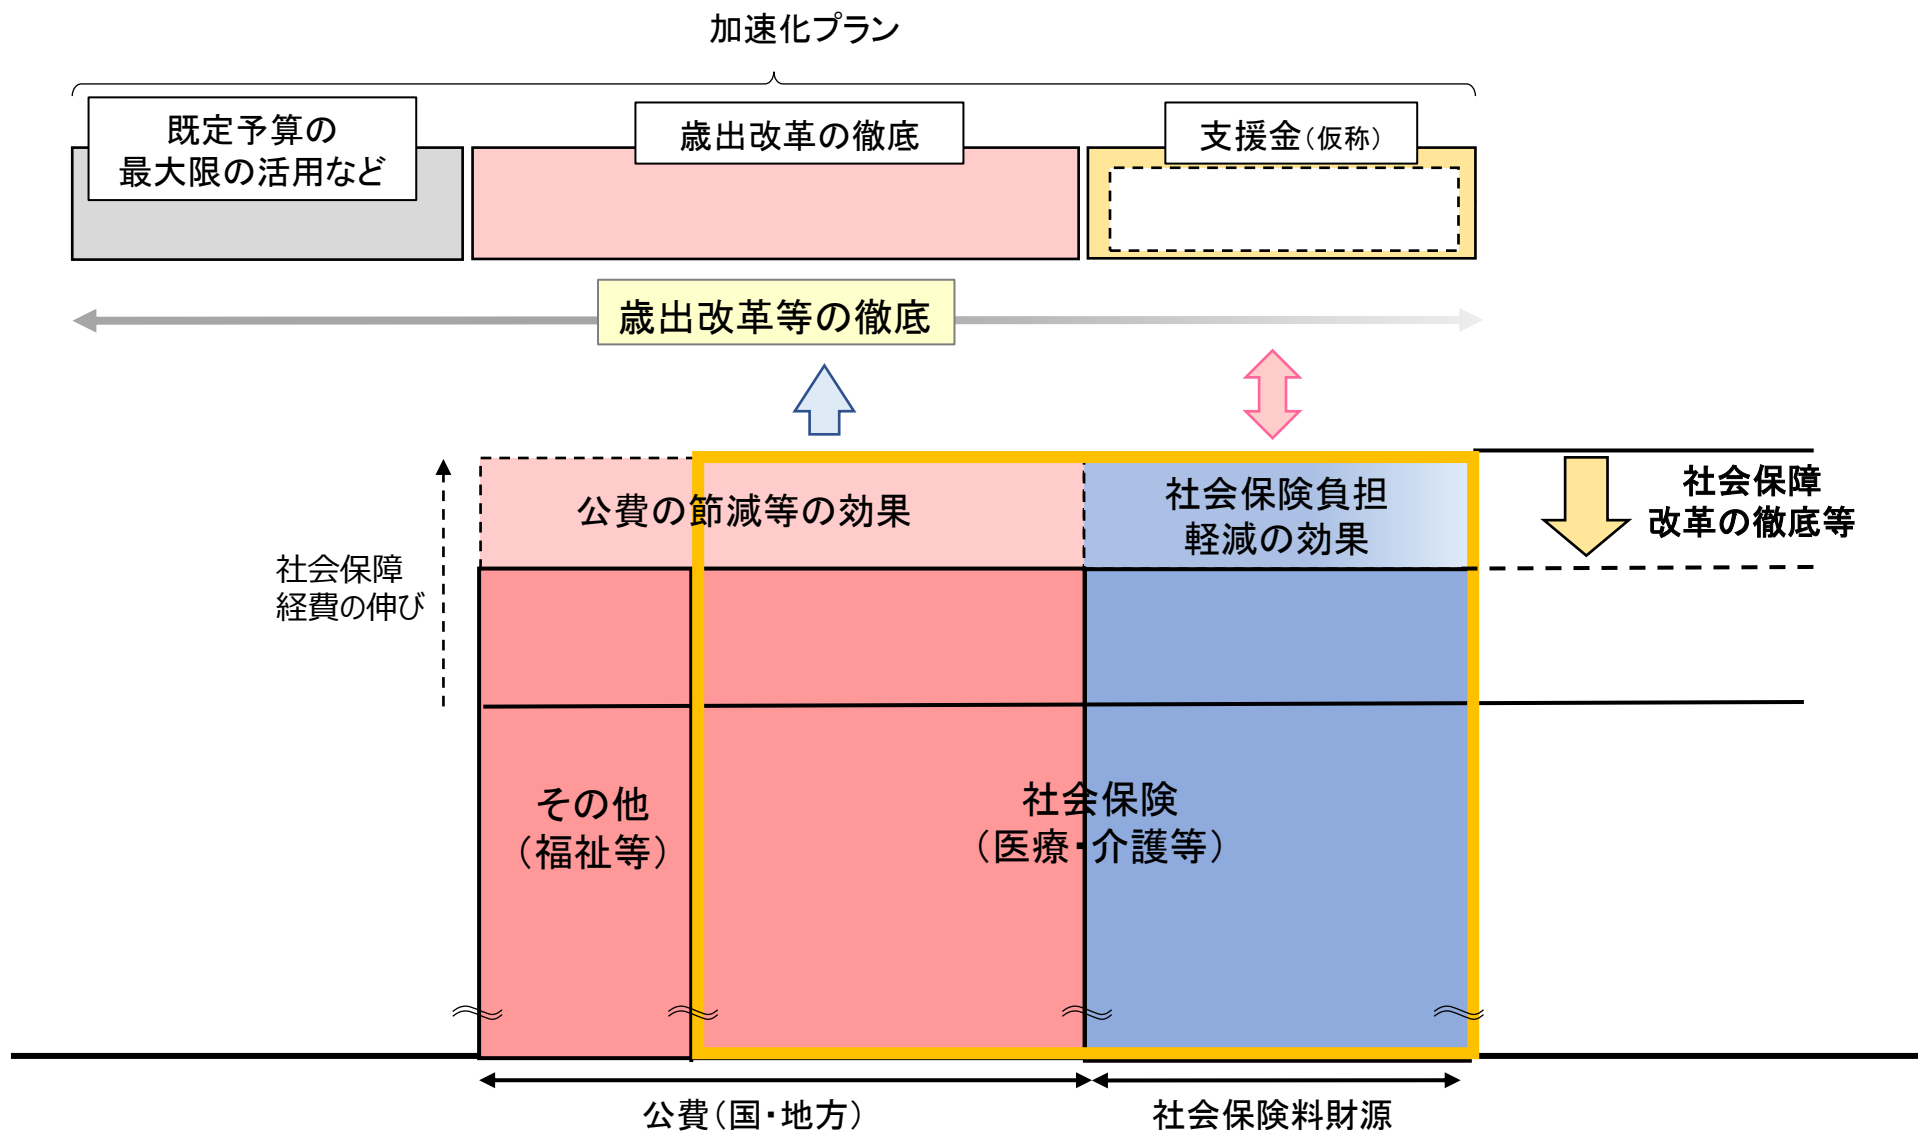 加速化プラン
既定予算の
最大限の活用など
歳出改革の徹底
支援金(仮称)
歳出改革等の徹底
公費の節減等の効果
社会保険負担
軽減の効果
社会保障
改革の徹底等
社会保障
経費の伸び
その他
（福祉等）
社会保険
（医療・介護等）
公費（国・地方）
社会保険料財源